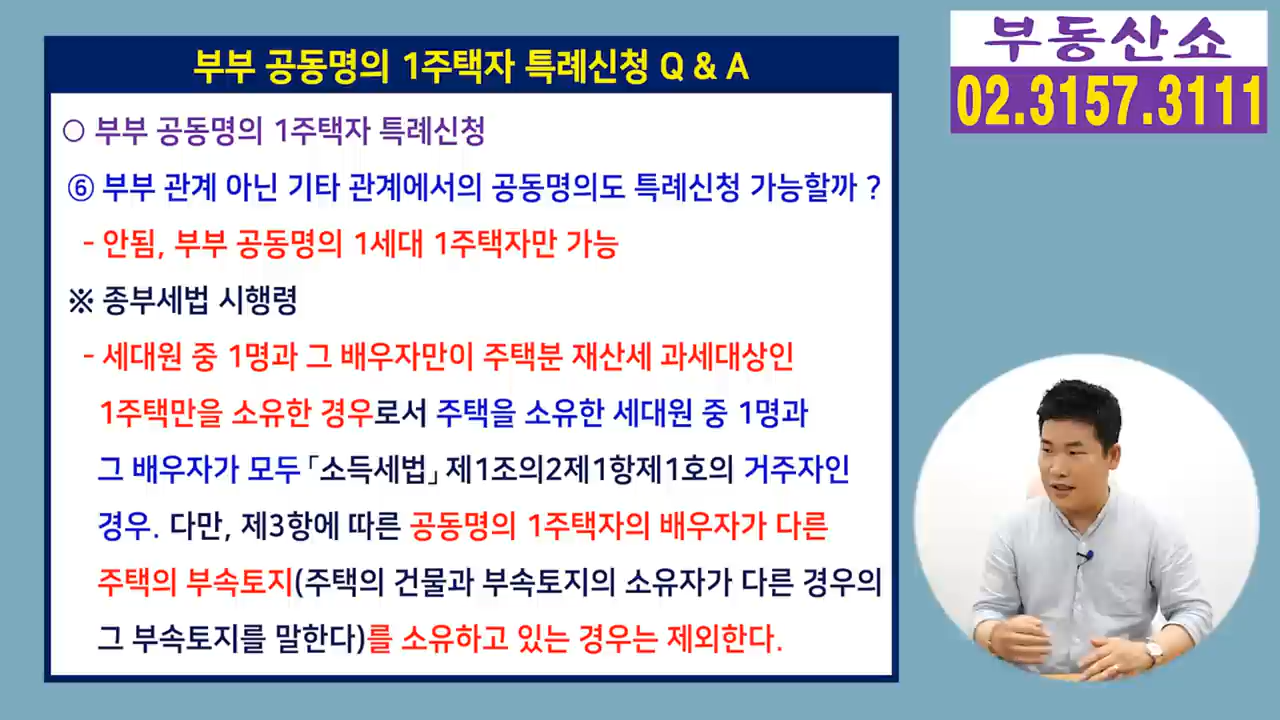 부부 공동명의 1주택자 특례신청 Q & A
부동산쇼
02.3157.3111
○ 부부 공동명의 1주택자 특례신청
⑥ 부부 관계 아닌 기타 관계에서의 공동명의도 특례신청 가능할까 ?
- 안됨, 부부 공동명의 1세대 1주택자만 가능
※ 종부세법 시행령
- 세대원 중 1명과 그 배우자만이 주택분 재산세 과세대상인
1주택만을 소유한 경우로서 주택을 소유한 세대원 중 1명과
그 배우자가 모두 「소득세법」 제1조의2제1항제1호의 거주자인
경우. 다만, 제3항에 따른 공동명의 1주택자의 배우자가 다른
주택의 부속토지(주택의 건물과 부속토지의 소유자가 다른 경우의
그 부속토지를 말한다)를 소유하고 있는 경우는 제외한다.